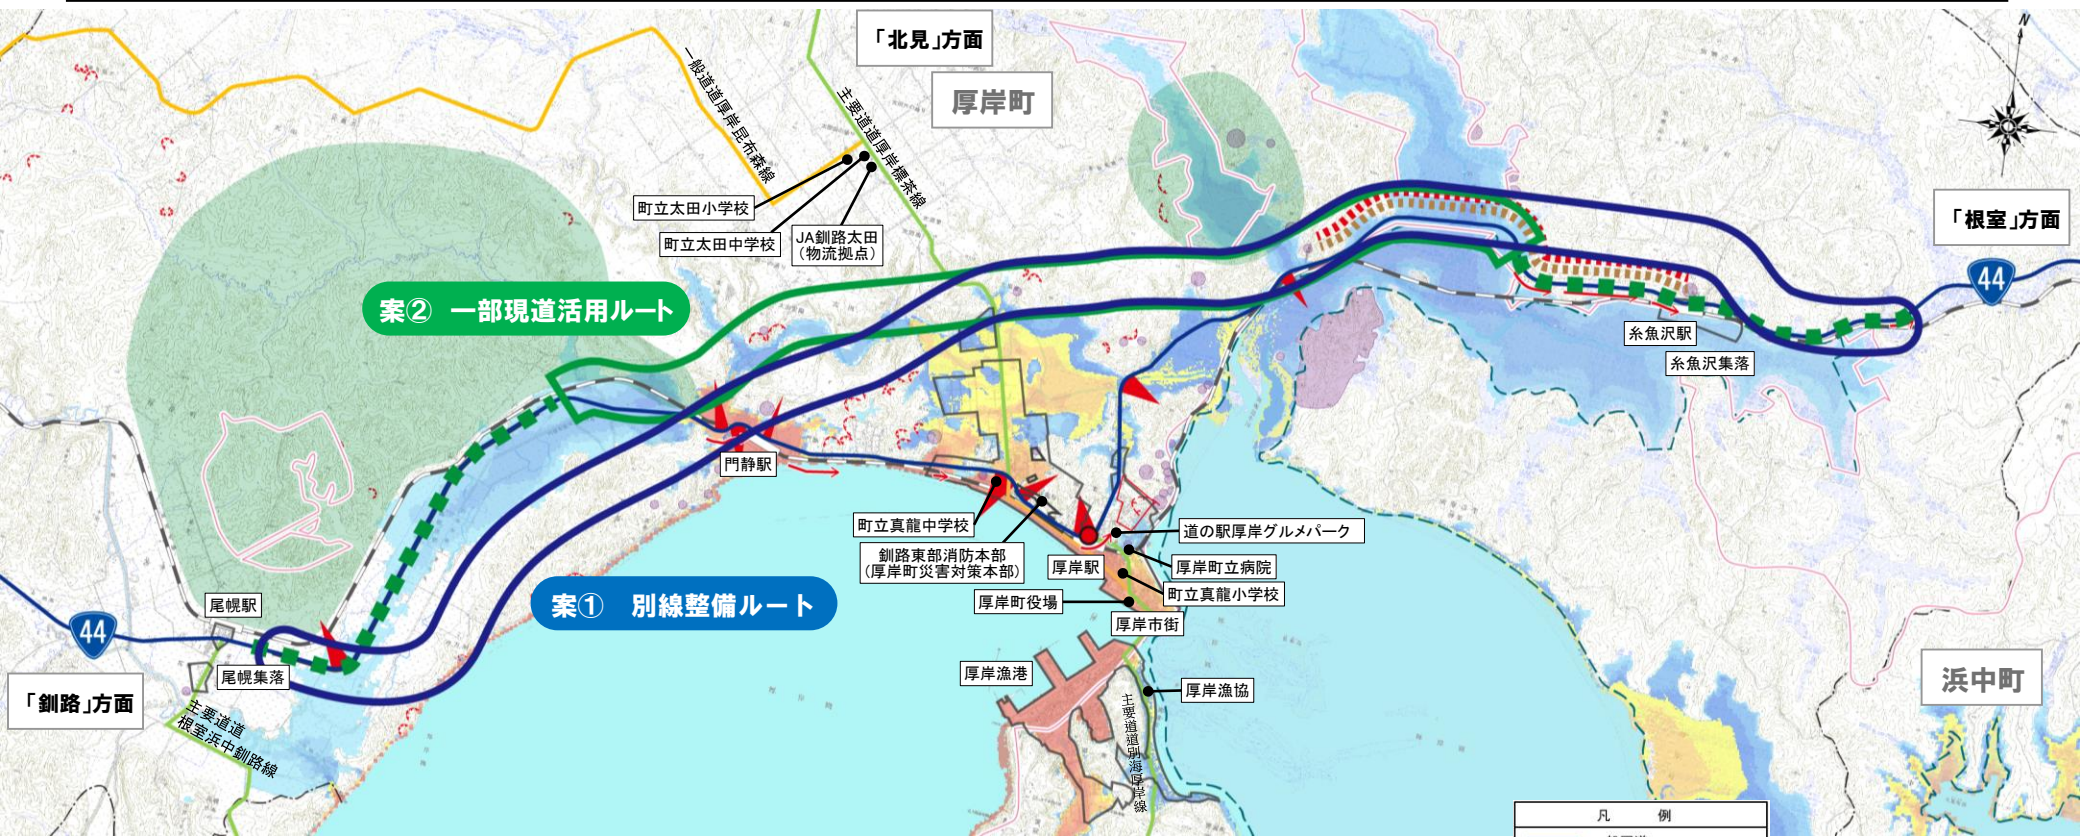 「北見」方面
厚岸町
N
一般道道厚岸昆布森線
主要道道厚岸標茶線
町立太田小学校
町立太田中学校
JA釧路太田
（物流拠点）
「根室」方面
44
案② 一部現道活用ルート
糸魚沢駅
糸魚沢集落
門静駅
町立真龍中学校
釧路東部消防本部
（厚岸町災害対策本部）
道の駅厚岸グルメパーク
厚岸駅
厚岸町立病院
町立真龍小学校
厚岸町役場
厚岸市街
案① 別線整備ルート
尾幌駅
44
尾幌集落
「釧路」方面
主要道道
根室浜中釧路線
厚岸漁港
厚岸漁協
主要道道別海厚岸線
浜中町
凡 例